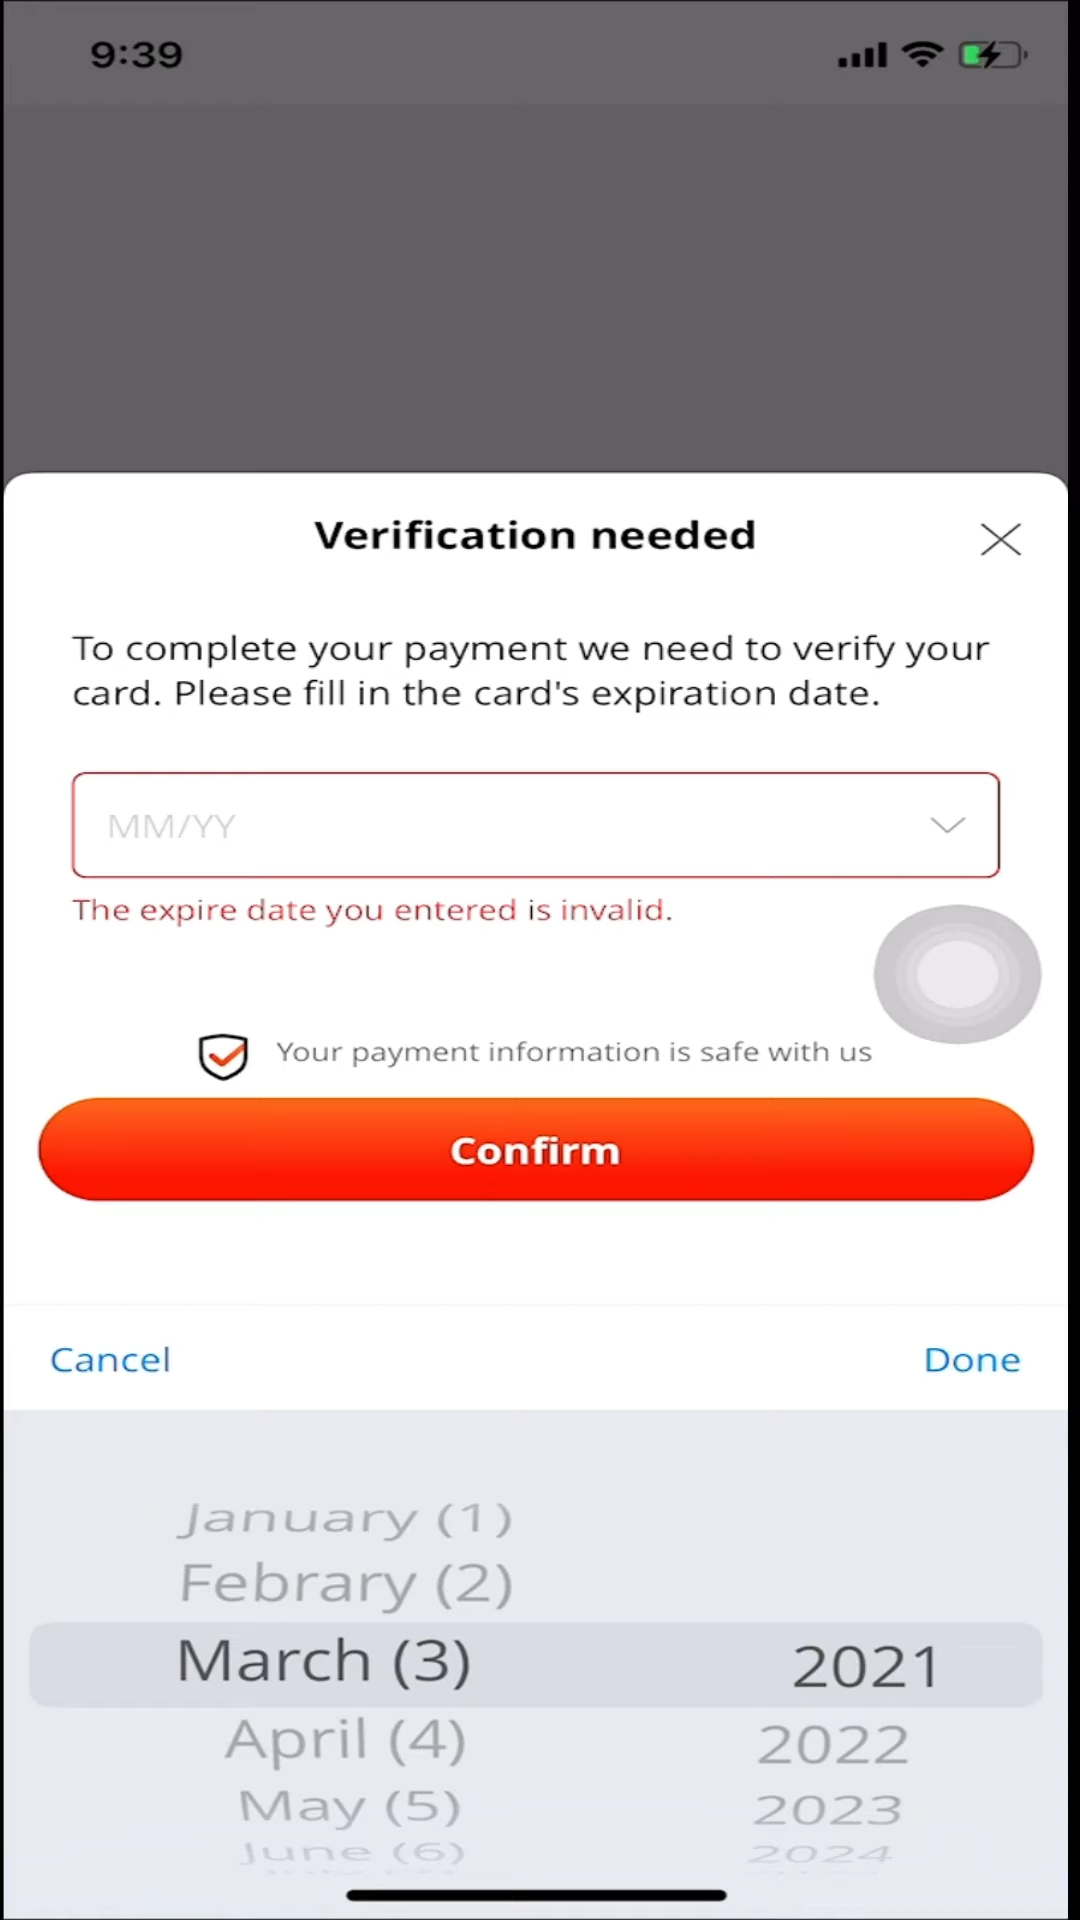 9:39
Verification needed
To complete your payment we need to verify your
card. Please fill in the card's expiration date.
MM/YY
The expire date you entered is invalid.
Your payment information is safe with us
Confirm
Cancel Done
January (1)
Febrary (2)
March (3) 2021
April (4) 2022
May (5) 2023
June (6) 2024